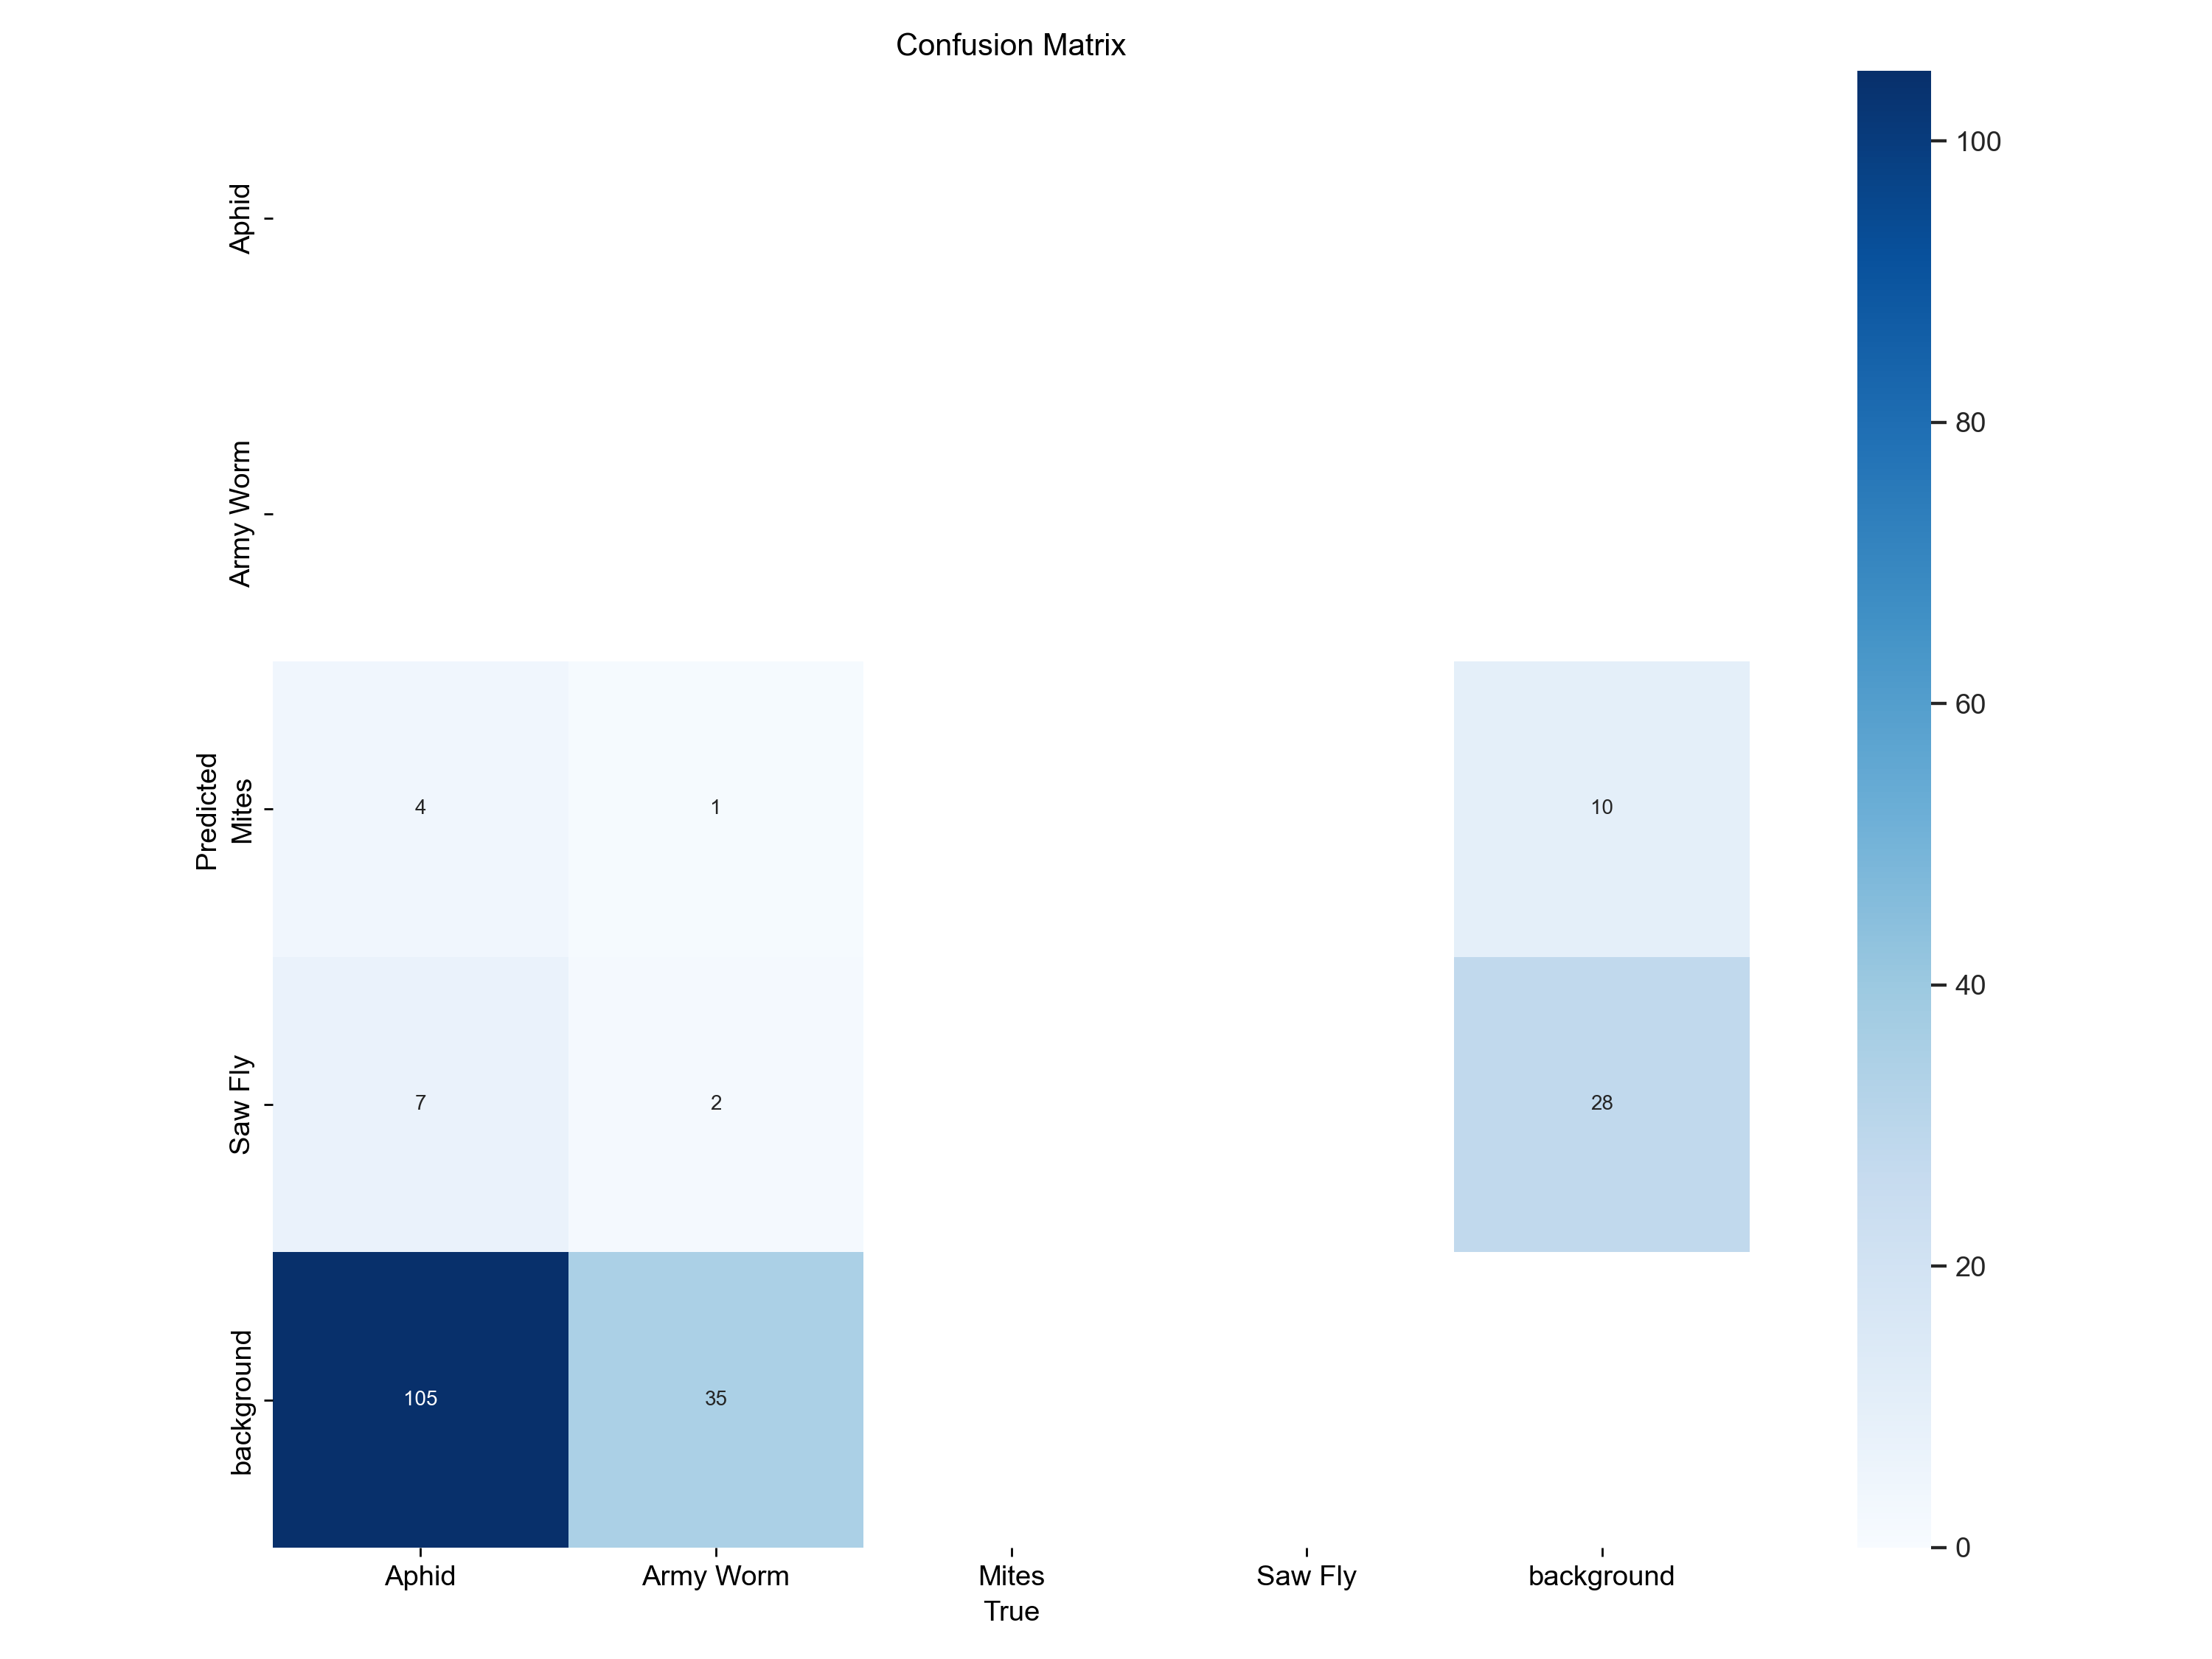 Confusion Matrix
Aphid
Army Worm
Mites
Saw Fly
background
Predicted
4 1 10
7 2 28
105 35
Aphid Army Worm Mites Saw Fly background
True
100
80
60
40
20
0